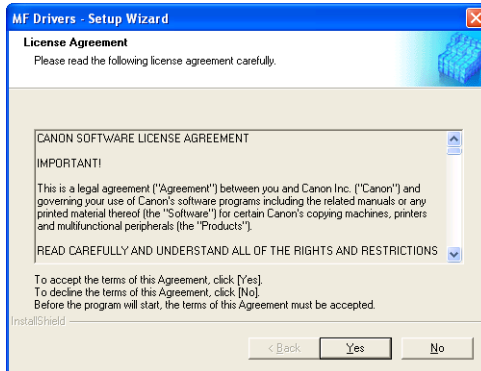 MF Drivers - Setup Wizard
License Agreement
Please read the following license agreement carefully.
CANON SOFTWARE LICENSE AGREEMENT
IMPORTANT!
This is a legal agreement ("Agreement") between you and Canon Inc. ("Canon") and
governing your use of Canon's software programs including the related manuals or any
printed material thereof (the "Software") for certain Canon's copying machines, printers
and multifunctional peripherals (the "Products").
READ CAREFULLY AND UNDERSTAND ALL OF THE RIGHTS AND RESTRICTIONS
To accept the terms of this Agreement, click [Yes].
To decline the terms of this Agreement, click [No].
Before the program will start, the terms of this Agreement must be accepted.
InstallShield
< Back
Yes
No